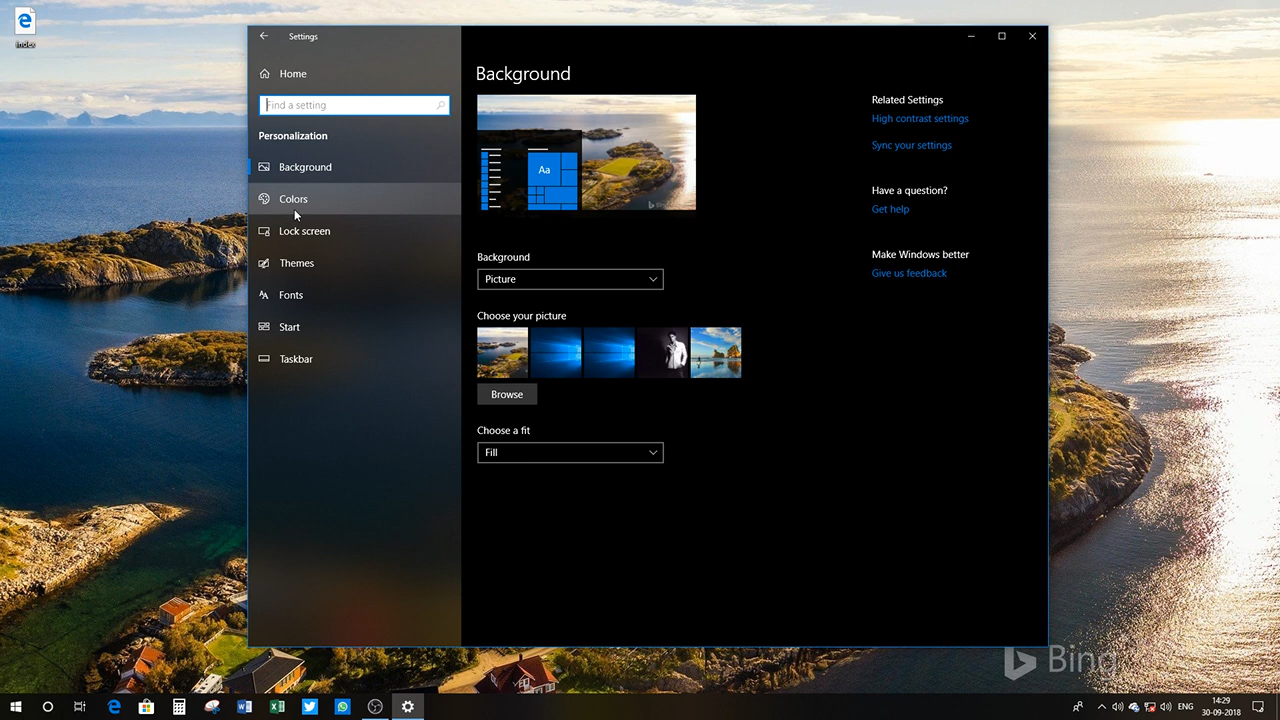 index
Settings
Home
Find a setting
Personalization
Background
Colors
Lock screen
Themes
Fonts
Start
Taskbar
Background
Aa
Background
Picture
Choose your picture
Browse
Choose a fit
Fill
Related Settings
High contrast settings
Sync your settings
Have a question?
Get help
Make Windows better
Give us feedback
Bing
ENG
14:29
30-09-2018